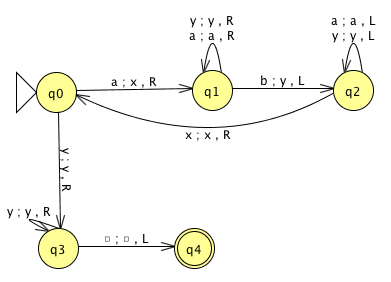 y ; y , R
a ; a , R
a ; a , L
y ; y , L
q0
a ; x , R
q1
b ; y , L
q2
x ; x , R
y ; y , R
y ; y , R
q3
□ ; □ , L
q4